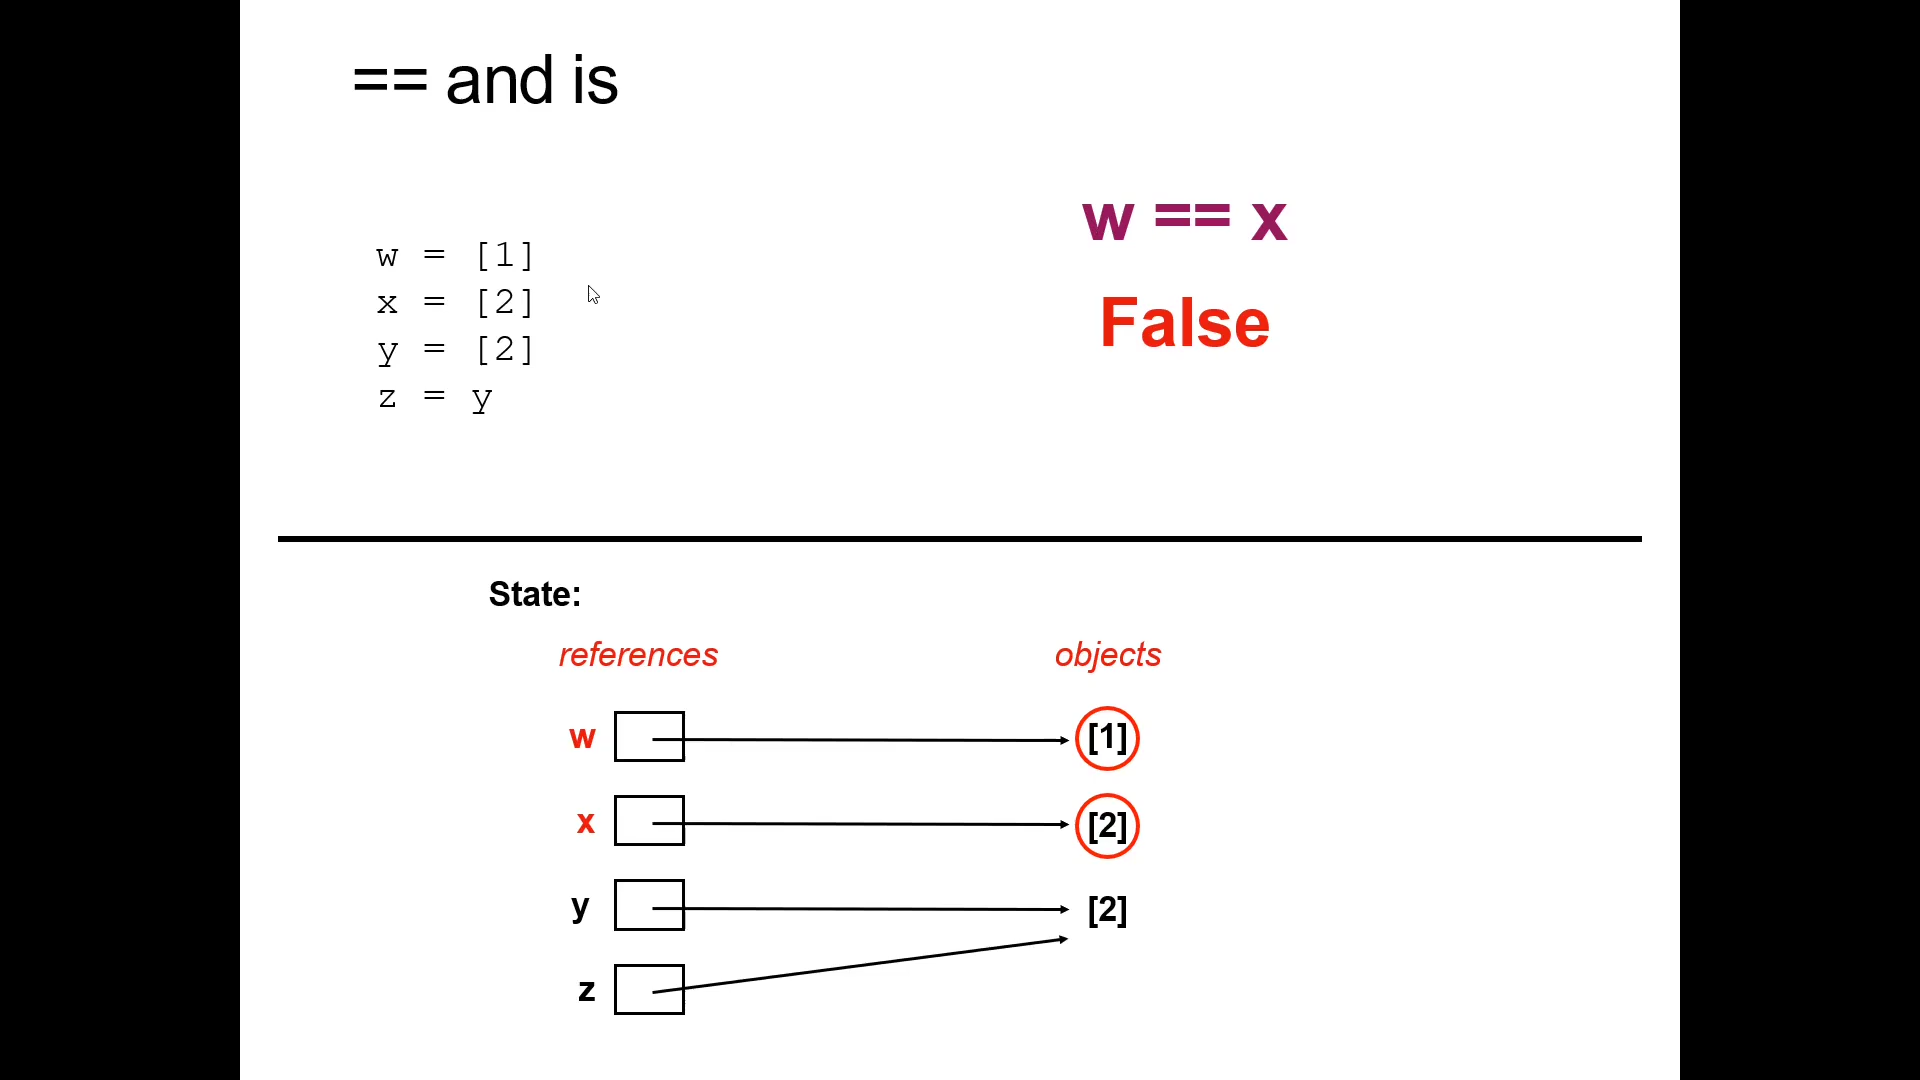 == and is
w == x
False
w = [1]
x = [2]
y = [2]
z = y
State:
references objects
w [1]
x [2]
y [2]
z